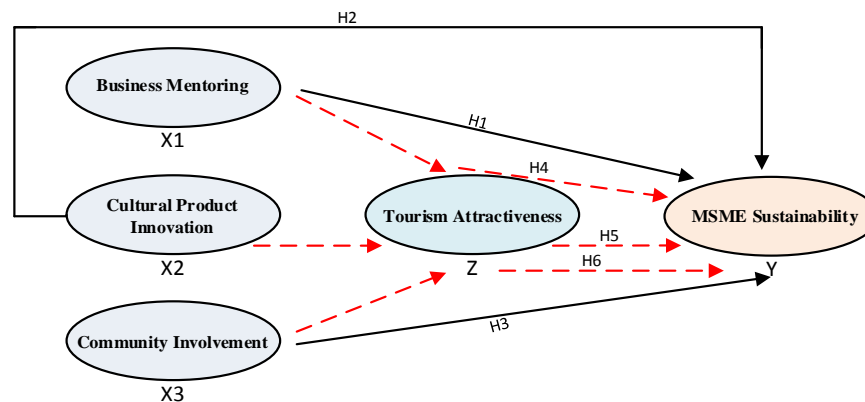 H2
Business Mentoring
X1
H1
H4
Cultural Product
Innovation
X2
Tourism Attractiveness
Z
MSME Sustainability
Y
H5
H6
Community Involvement
X3
H3